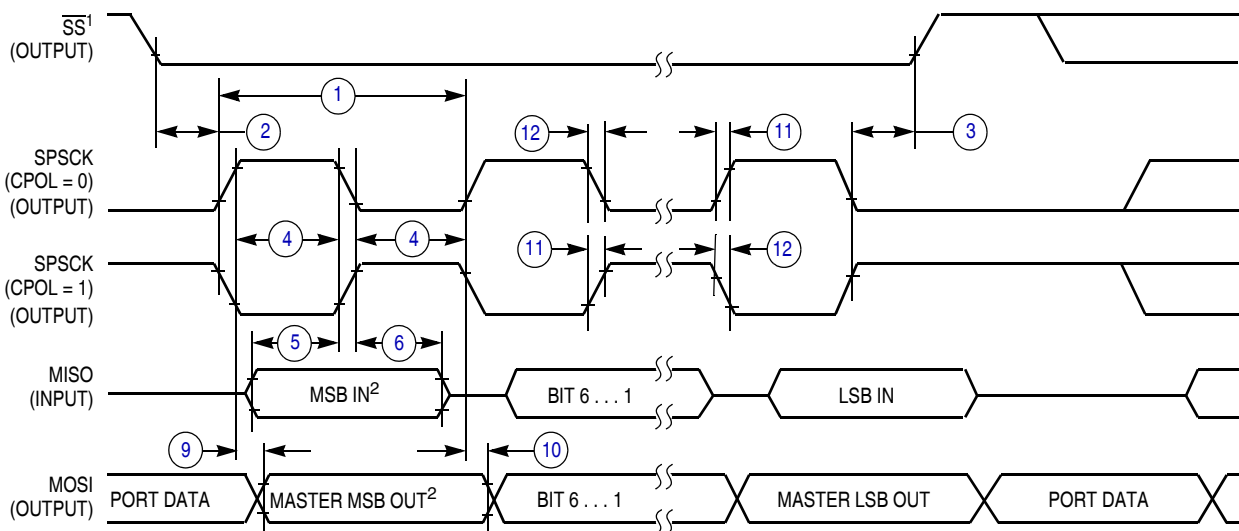 SS¹
(OUTPUT)
1
2
12
11
3
SPSCK
(CPOL = 0)
(OUTPUT)
4
4
11
12
SPSCK
(CPOL = 1)
(OUTPUT)
5
6
MISO
(INPUT)
MSB IN²
BIT 6 . . . 1
LSB IN
9
10
MOSI
(OUTPUT)
PORT DATA
MASTER MSB OUT²
BIT 6 . . . 1
MASTER LSB OUT
PORT DATA